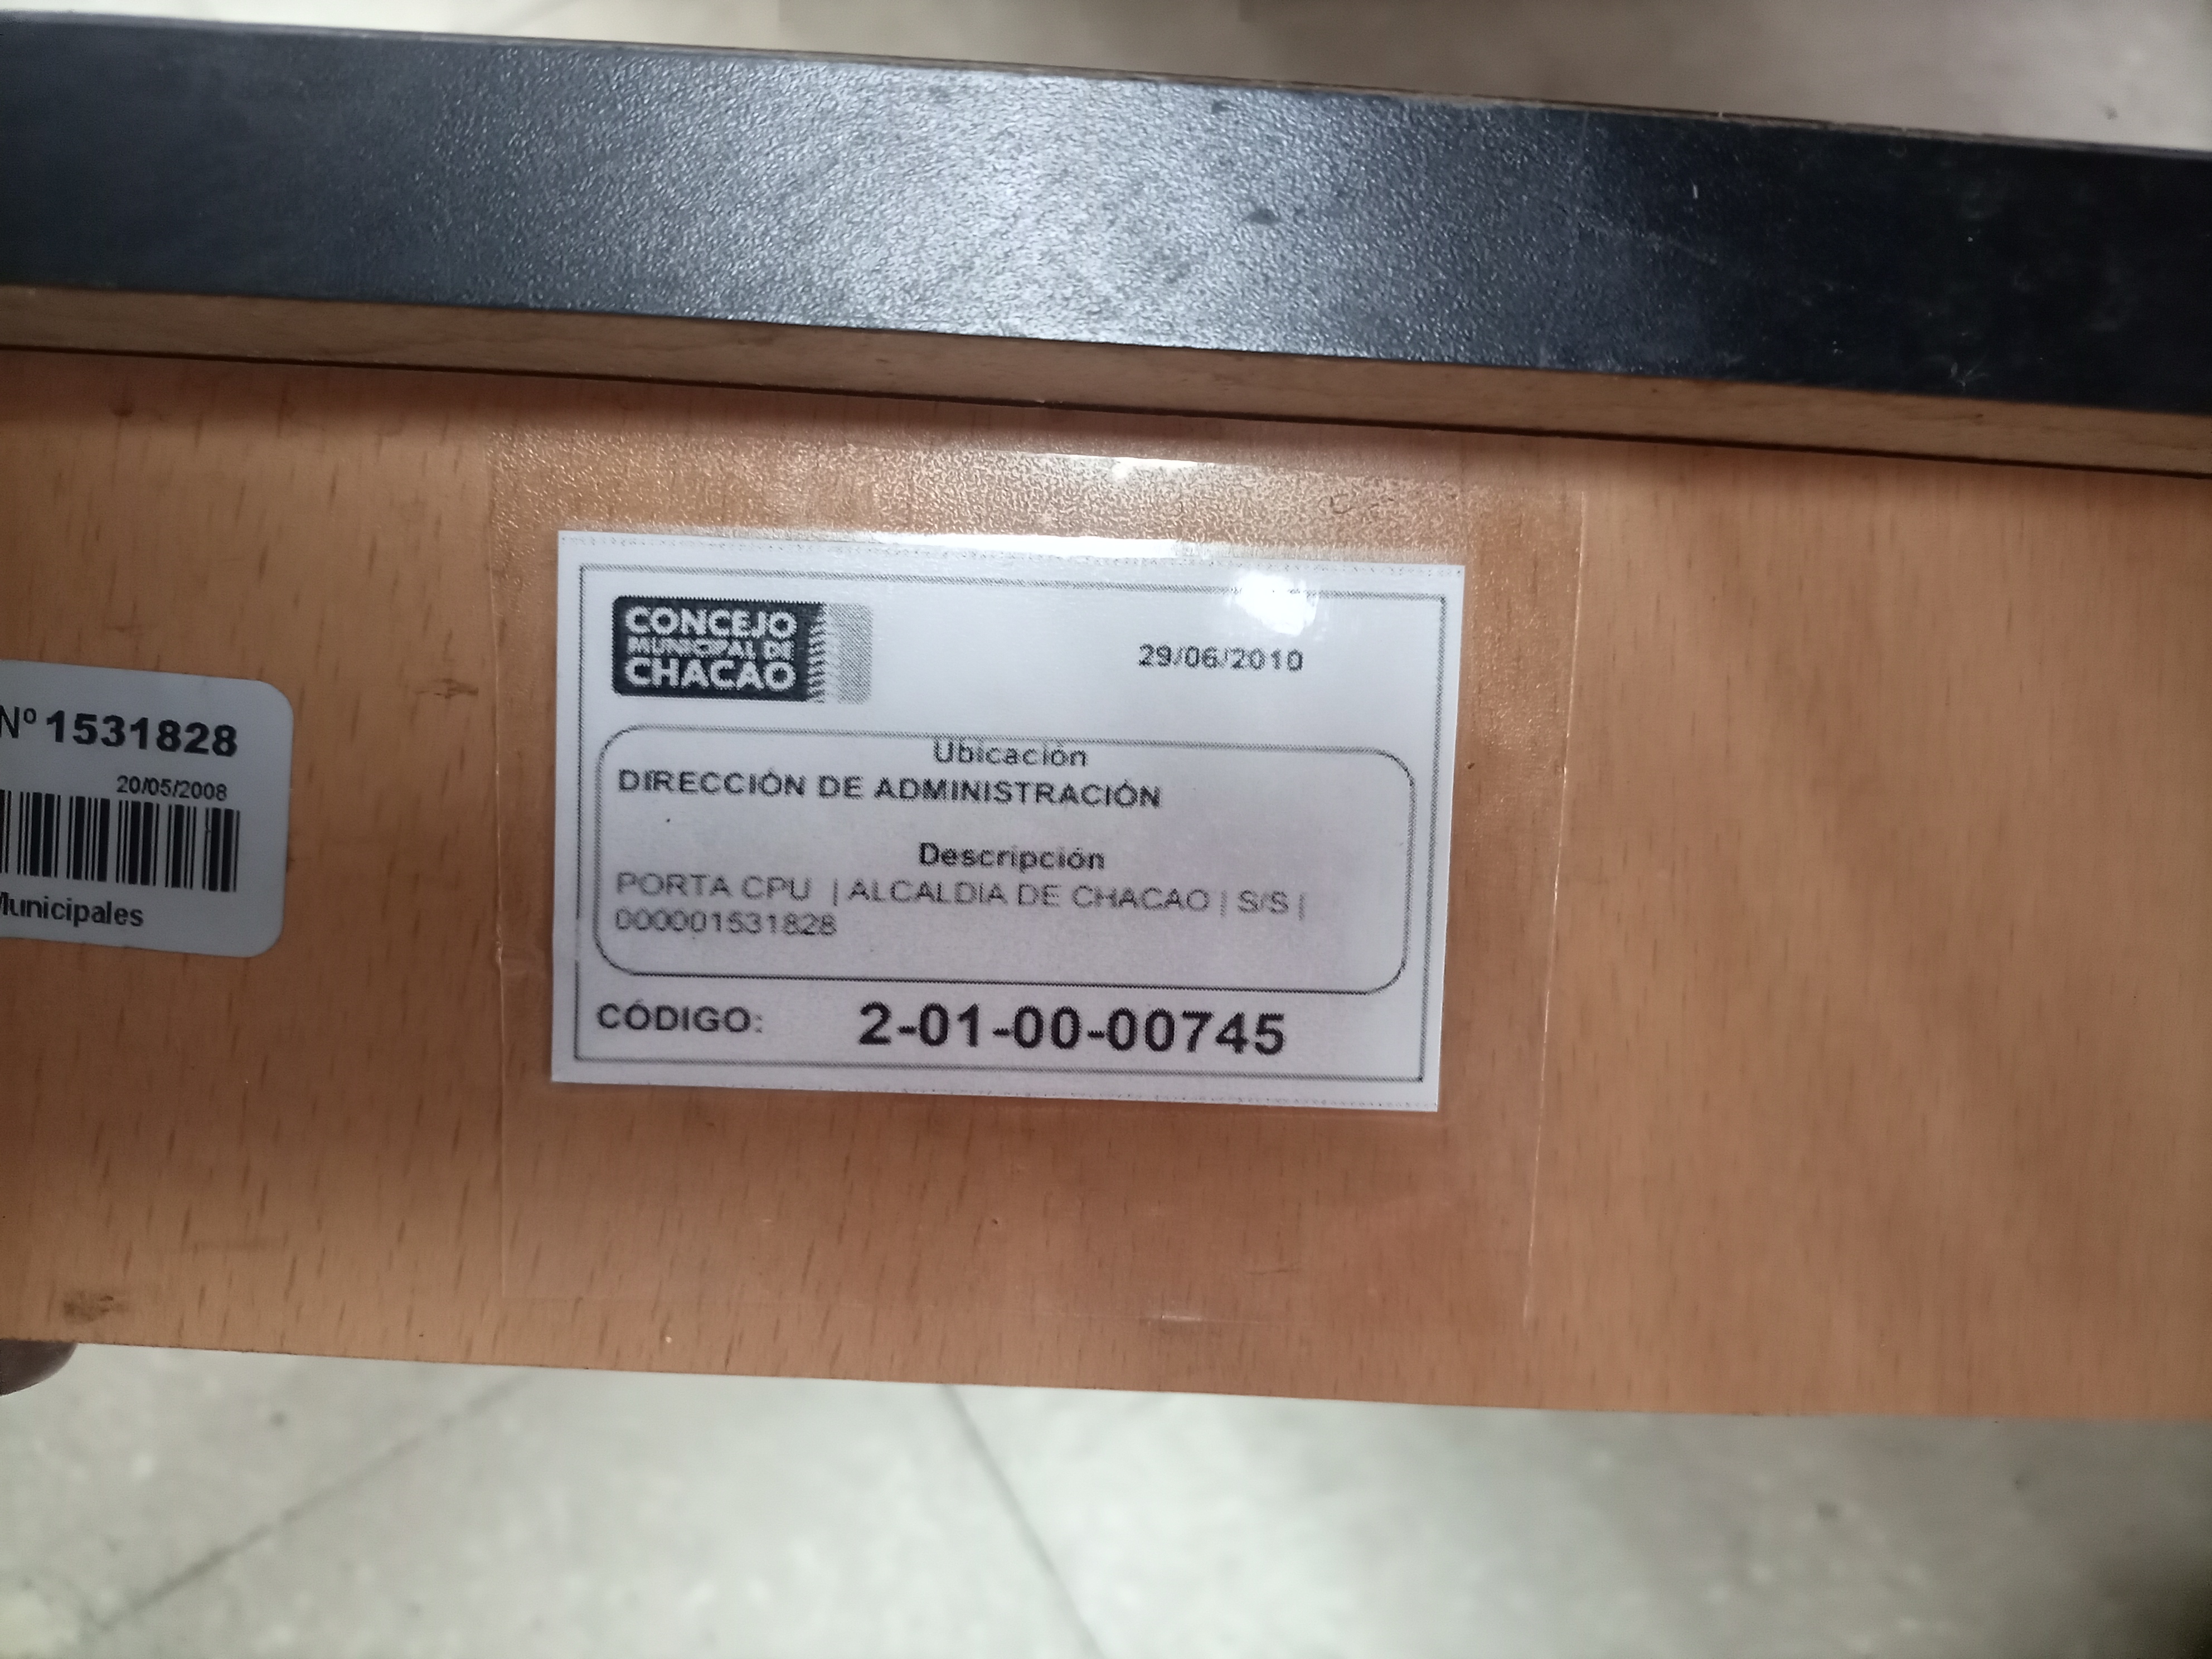 Nº 1531828
20/05/2008
Municipales
CONCEJO
MUNICIPAL DE
CHACAO
29/06/2010
Ubicación
DIRECCIÓN DE ADMINISTRACIÓN
Descripción
PORTA CPU | ALCALDIA DE CHACAO | S/S |
000001531828
CÓDIGO: 2-01-00-00745